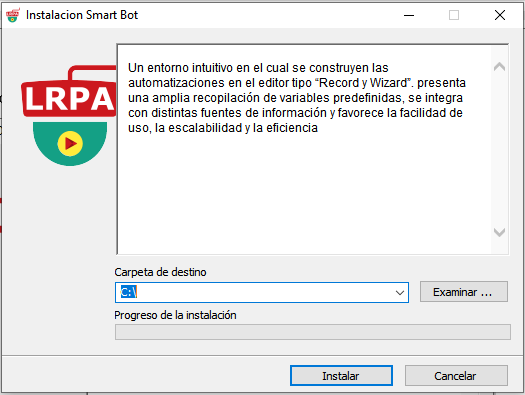 Instalacion Smart Bot
LRPA
Un entorno intuitivo en el cual se construyen las
automatizaciones en el editor tipo “Record y Wizard”. presenta
una amplia recopilación de variables predefinidas, se integra
con distintas fuentes de información y favorece la facilidad de
uso, la escalabilidad y la eficiencia
Carpeta de destino
C:\
Examinar ...
Progreso de la instalación
Instalar
Cancelar